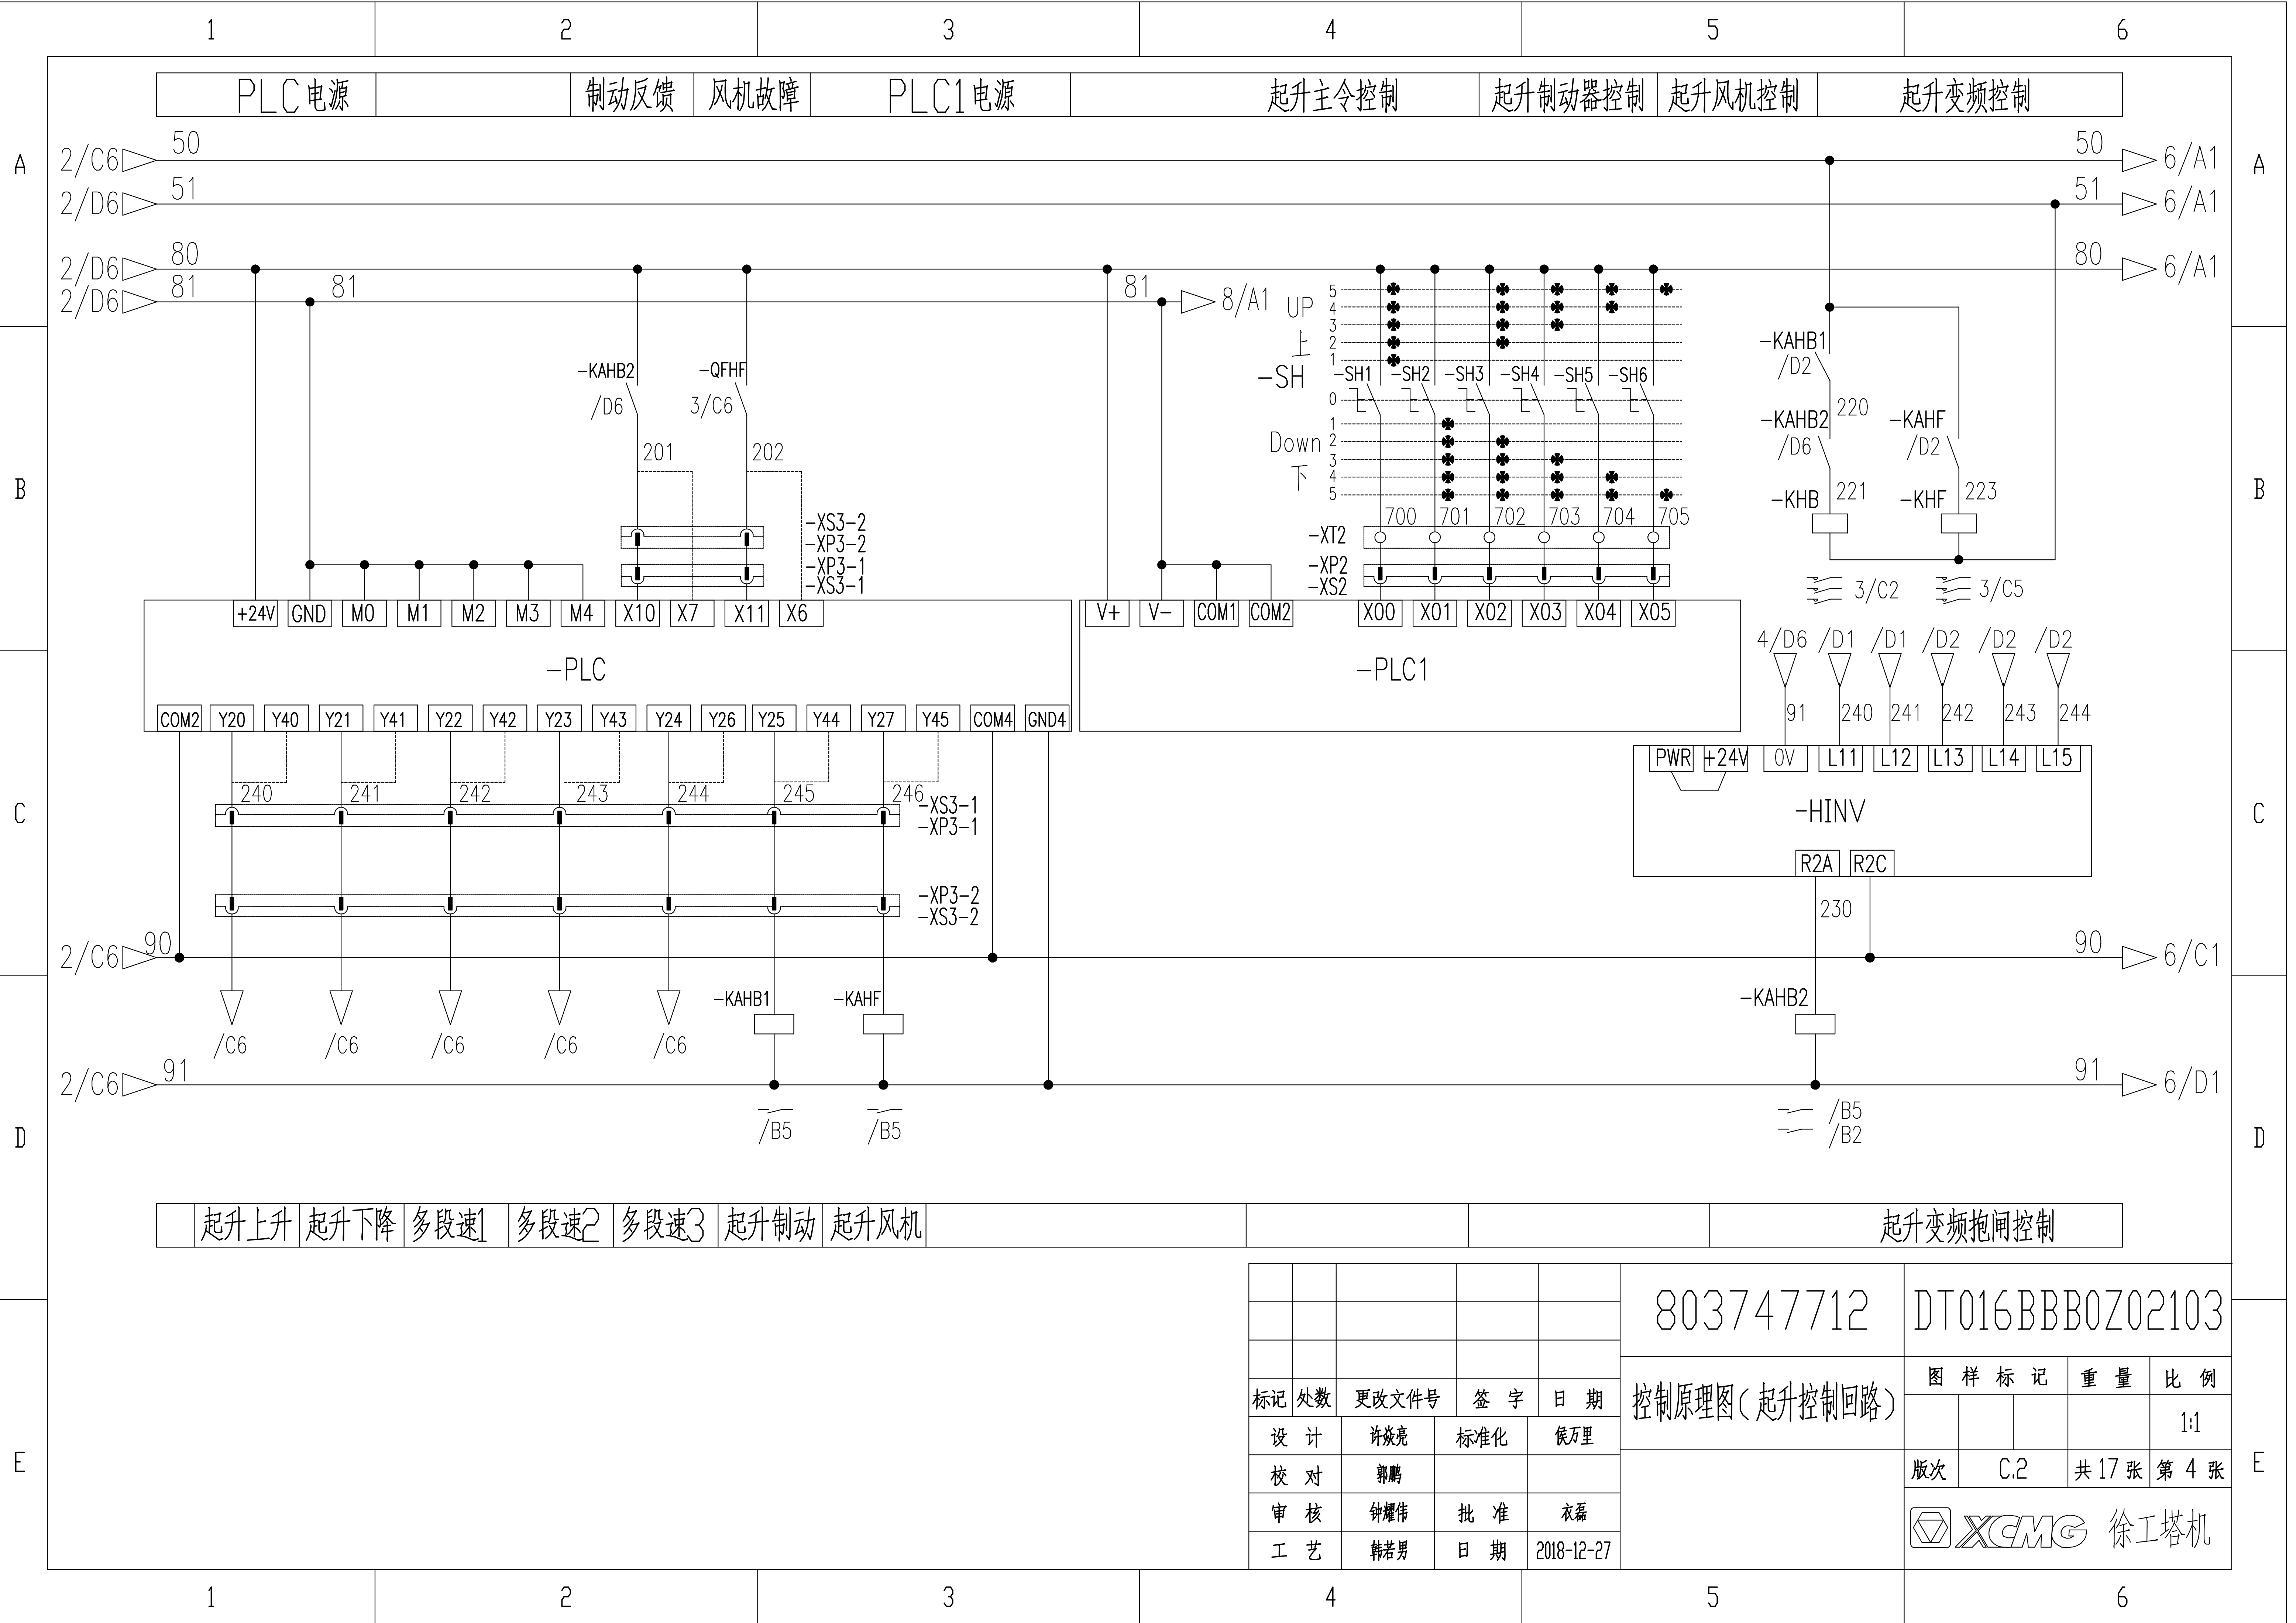 1 2 3 4 5 6
PLC电源 制动反馈 风机故障 PLC1电源 起升主令控制 起升制动器控制 起升风机控制 起升变频控制
A 2/C6 50 50 6/A1 A
2/D6 51 51 6/A1
2/D6 80 80 6/A1
2/D6 81 81 81 8/A1
UP 5
4
3
上 2
1
-SH -SH1 -SH2 -SH3 -SH4 -SH5 -SH6
0
1
Down 2
3
下 4
5
-KAHB2 -QFHF
/D6 3/C6
201 202
-KAHB1
/D2
220
-KAHB2 -KAHF
/D6 /D2
-KHB 221 -KHF 223
B B
700 701 702 703 704 705
-XS3-2
-XP3-2
-XP3-1
-XS3-1
-XT2
-XP2
-XS2
3/C2 3/C5
+24V GND M0 M1 M2 M3 M4 X10 X7 X11 X6
V+ V- COM1 COM2 X00 X01 X02 X03 X04 X05
-PLC -PLC1
4/D6 /D1 /D1 /D2 /D2 /D2
91 240 241 242 243 244
COM2 Y20 Y40 Y21 Y41 Y22 Y42 Y23 Y43 Y24 Y26 Y25 Y44 Y27 Y45 COM4 GND4
PWR +24V 0V L11 L12 L13 L14 L15
240 241 242 243 244 245 246
-XS3-1
-XP3-1
C -HINV C
R2A R2C
-XP3-2
-XS3-2
230
2/C6 90 90 6/C1
-KAHB1 -KAHF -KAHB2
/C6 /C6 /C6 /C6 /C6
2/C6 91 91 6/D1
/B5 /B5 /B5
/B2
D D
起升上升 起升下降 多段速1 多段速2 多段速3 起升制动 起升风机 起升变频抱闸控制
803747712 DT016BBB0Z02103
标记 处数 更改文件号 签 字 日 期
控制原理图(起升控制回路)
图 样 标 记 重 量 比 例
1:1
设 计 许焱亮 标准化 侯万里
校 对 郭鹏
版次 C.2 共 17 张 第 4 张
审 核 钟耀伟 批 准 衣磊
工 艺 韩若男 日 期 2018-12-27
XCMG 徐工塔机
E E
1 2 3 4 5 6